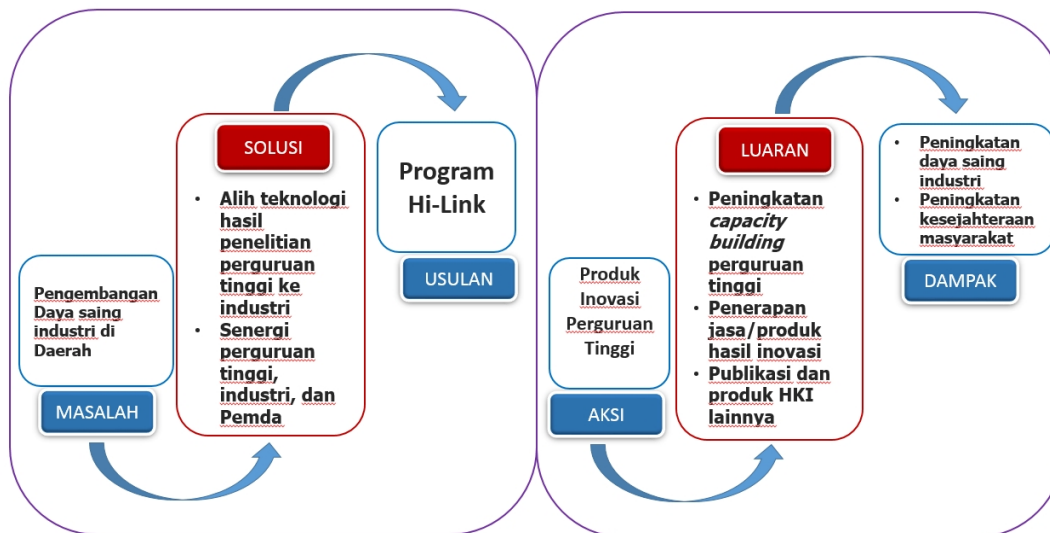 Pengembangan
Daya saing
industri di
Daerah
MASALAH
SOLUSI
• Alih teknologi
hasil
penelitian
perguruan
tinggi ke
industri
• Senergi
perguruan
tinggi,
industri, dan
Pemda
Program
Hi-Link
USULAN
Produk
Inovasi
Perguruan
Tinggi
AKSI
LUARAN
• Peningkatan
capacity
building
perguruan
tinggi
• Penerapan
jasa/produk
hasil inovasi
• Publikasi dan
produk HKI
lainnya
• Peningkatan
daya saing
industri
• Peningkatan
kesejahteraan
masyarakat
DAMPAK